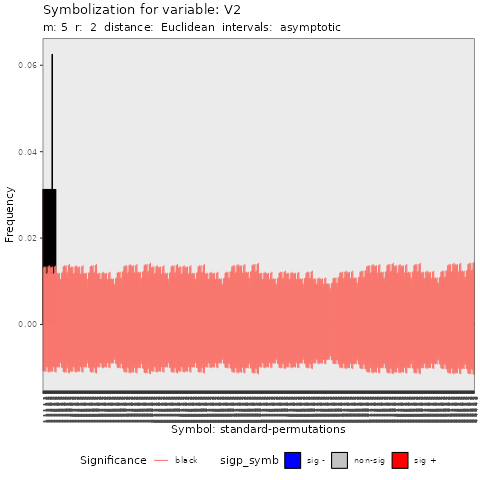 Symbolization for variable: V2
m: 5 r: 2 distance: Euclidean intervals: asymptotic
Frequency
0.06
0.04
0.02
0.00
Symbol: standard-permutations
Significance black sigp_symb sig - non-sig sig +